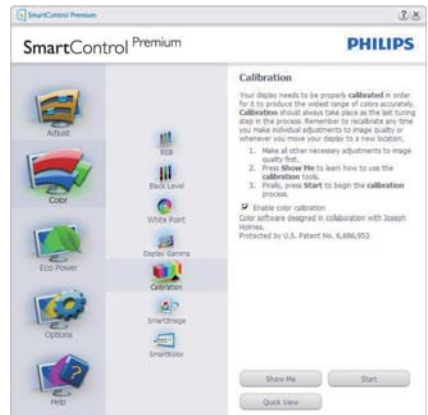 SmartControl Premium
SmartControl Premium
PHILIPS
Adjust
Color
Eco Power
Options
Help
RGB
Black Level
White Point
Display Gamma
Calibration
SmartImage
SmartKolor
Calibration
Your display needs to be properly calibrated in order
for it to produce the widest range of colors accurately.
Calibration should always take place as the last tuning
step in the process. Remember to recalibrate any time
you make individual adjustments to image quality or
whenever you move your display to a new location.
1. Make all other necessary adjustments to image
quality first.
2. Press Show Me to learn how to use the
calibration tools.
3. Finally, press Start to begin the calibration
process.
Enable color calibration
Color software designed in collaboration with Joseph
Holmes.
Protected by U.S. Patent No. 6,686,953
Show Me
Start
Quick View